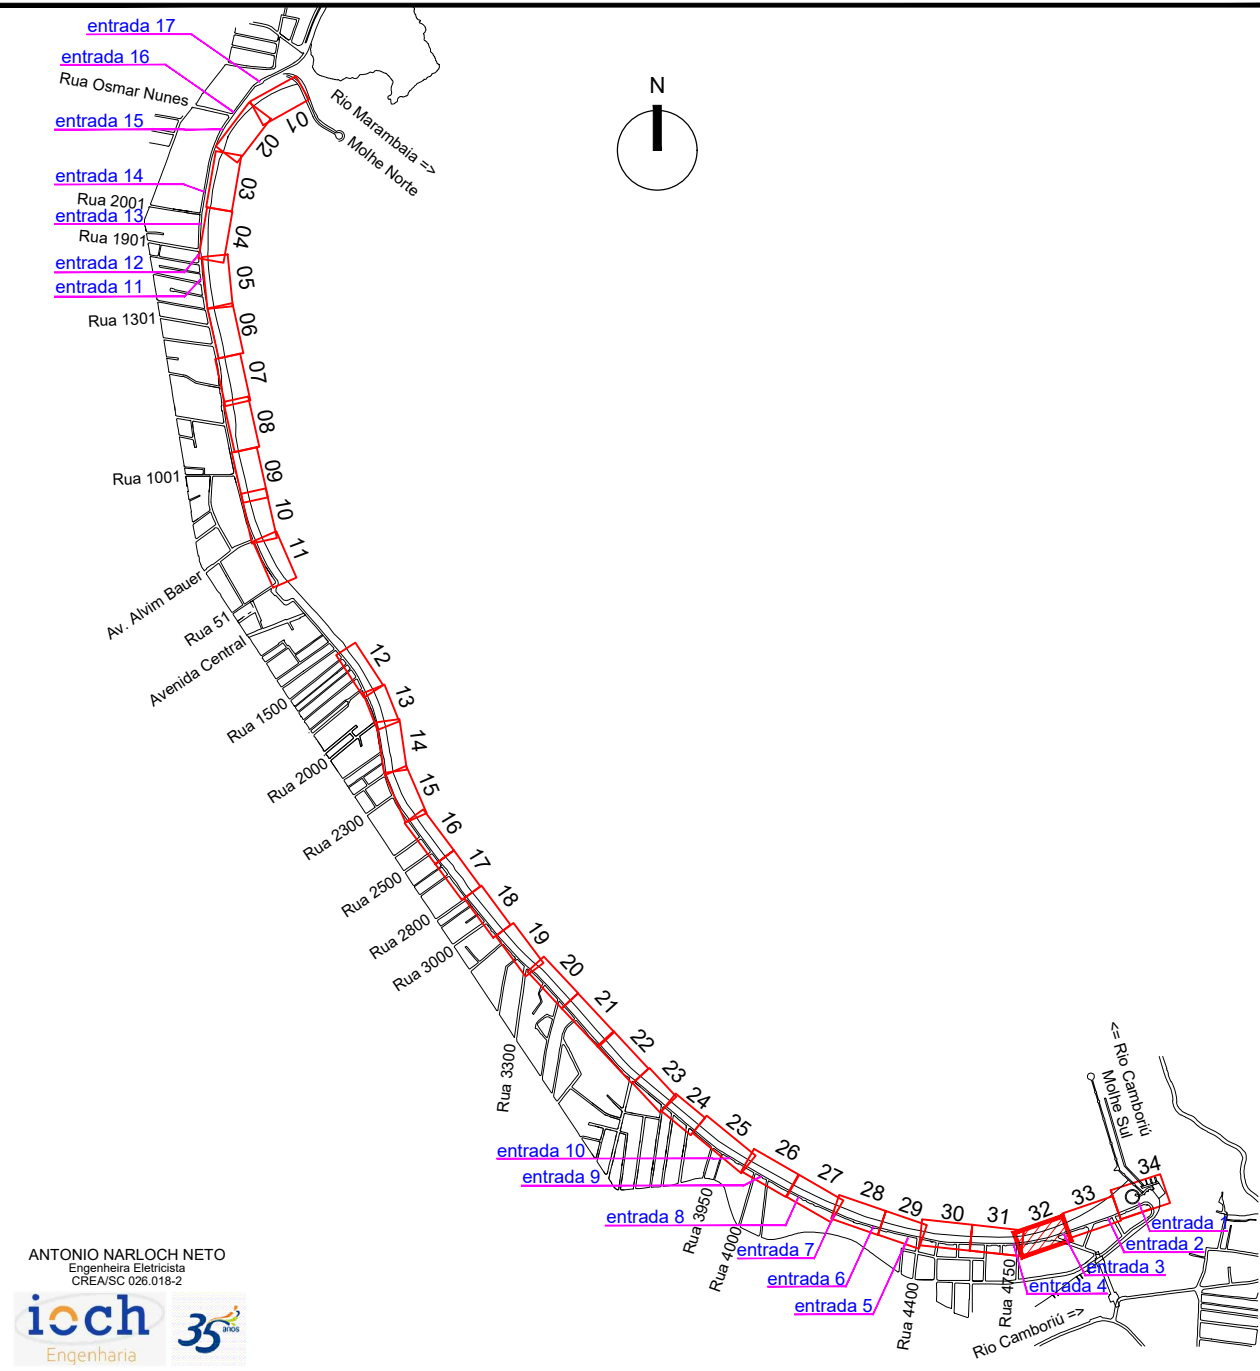 entrada 17
entrada 16
Rua Osmar Nunes
entrada 15
entrada 14
Rua 2001
entrada 13
Rua 1901
entrada 12
entrada 11
Rua 1301
Rua 1001
Av. Alvim Bauer
Rua 51
Avenida Central
Rua 1500
Rua 2000
Rua 2300
Rua 2500
Rua 2800
Rua 3000
Rua 3300
Rio Marambaia =>
Molhe Norte
N
01
02
03
04
05
06
07
08
09
10
11
12
13
14
15
16
17
18
19
20
21
22
23
24
25
26
27
28
29
30
31
32
33
34
<= Rio Camboriú
Molhe Sul
entrada 10
entrada 9
entrada 8
Rua 3950
Rua 4000
entrada 7
entrada 6
entrada 5
Rua 4400
Rua 4750
entrada 1
entrada 2
entrada 3
entrada 4
Rio Camboriú =>
ANTONIO NARLOCH NETO
Engenheira Eletricista
CREA/SC 026.018-2
ioch
Engenharia
35
anos